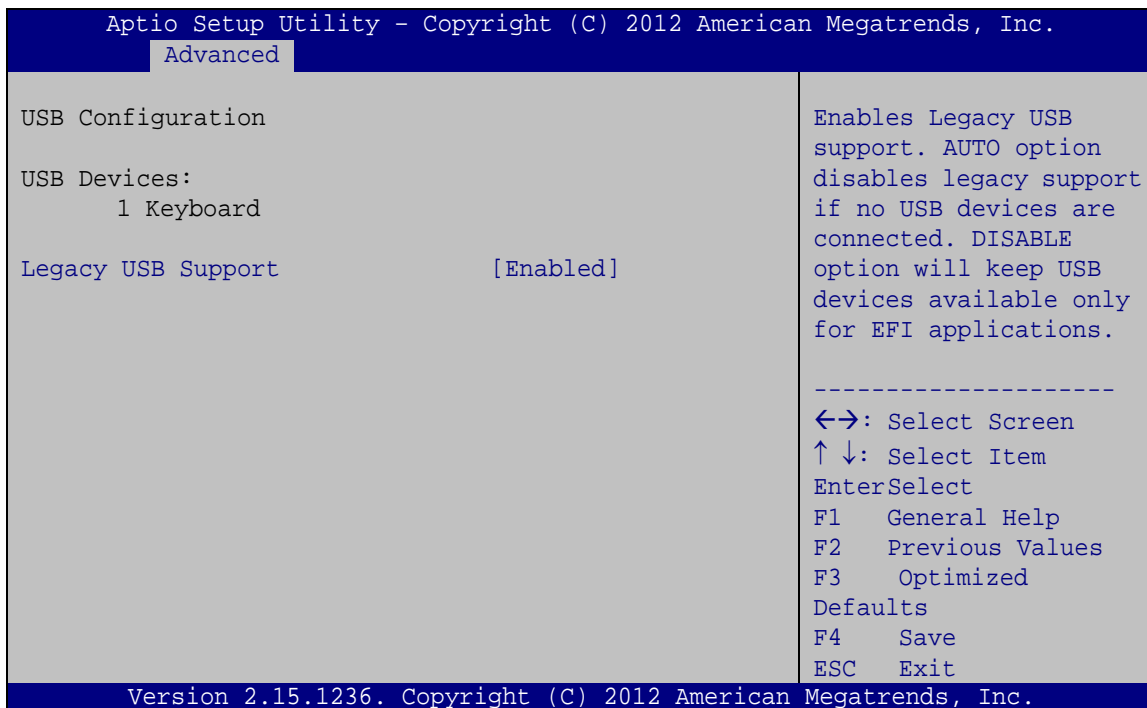 Aptio Setup Utility – Copyright (C) 2012 American Megatrends, Inc.
Advanced
USB Configuration
USB Devices:
1 Keyboard
Legacy USB Support [Enabled]
Enables Legacy USB
support. AUTO option
disables legacy support
if no USB devices are
connected. DISABLE
option will keep USB
devices available only
for EFI applications.
---------------------
←→: Select Screen
↑ ↓: Select Item
EnterSelect
F1 General Help
F2 Previous Values
F3 Optimized
Defaults
F4 Save
ESC Exit
Version 2.15.1236. Copyright (C) 2012 American Megatrends, Inc.